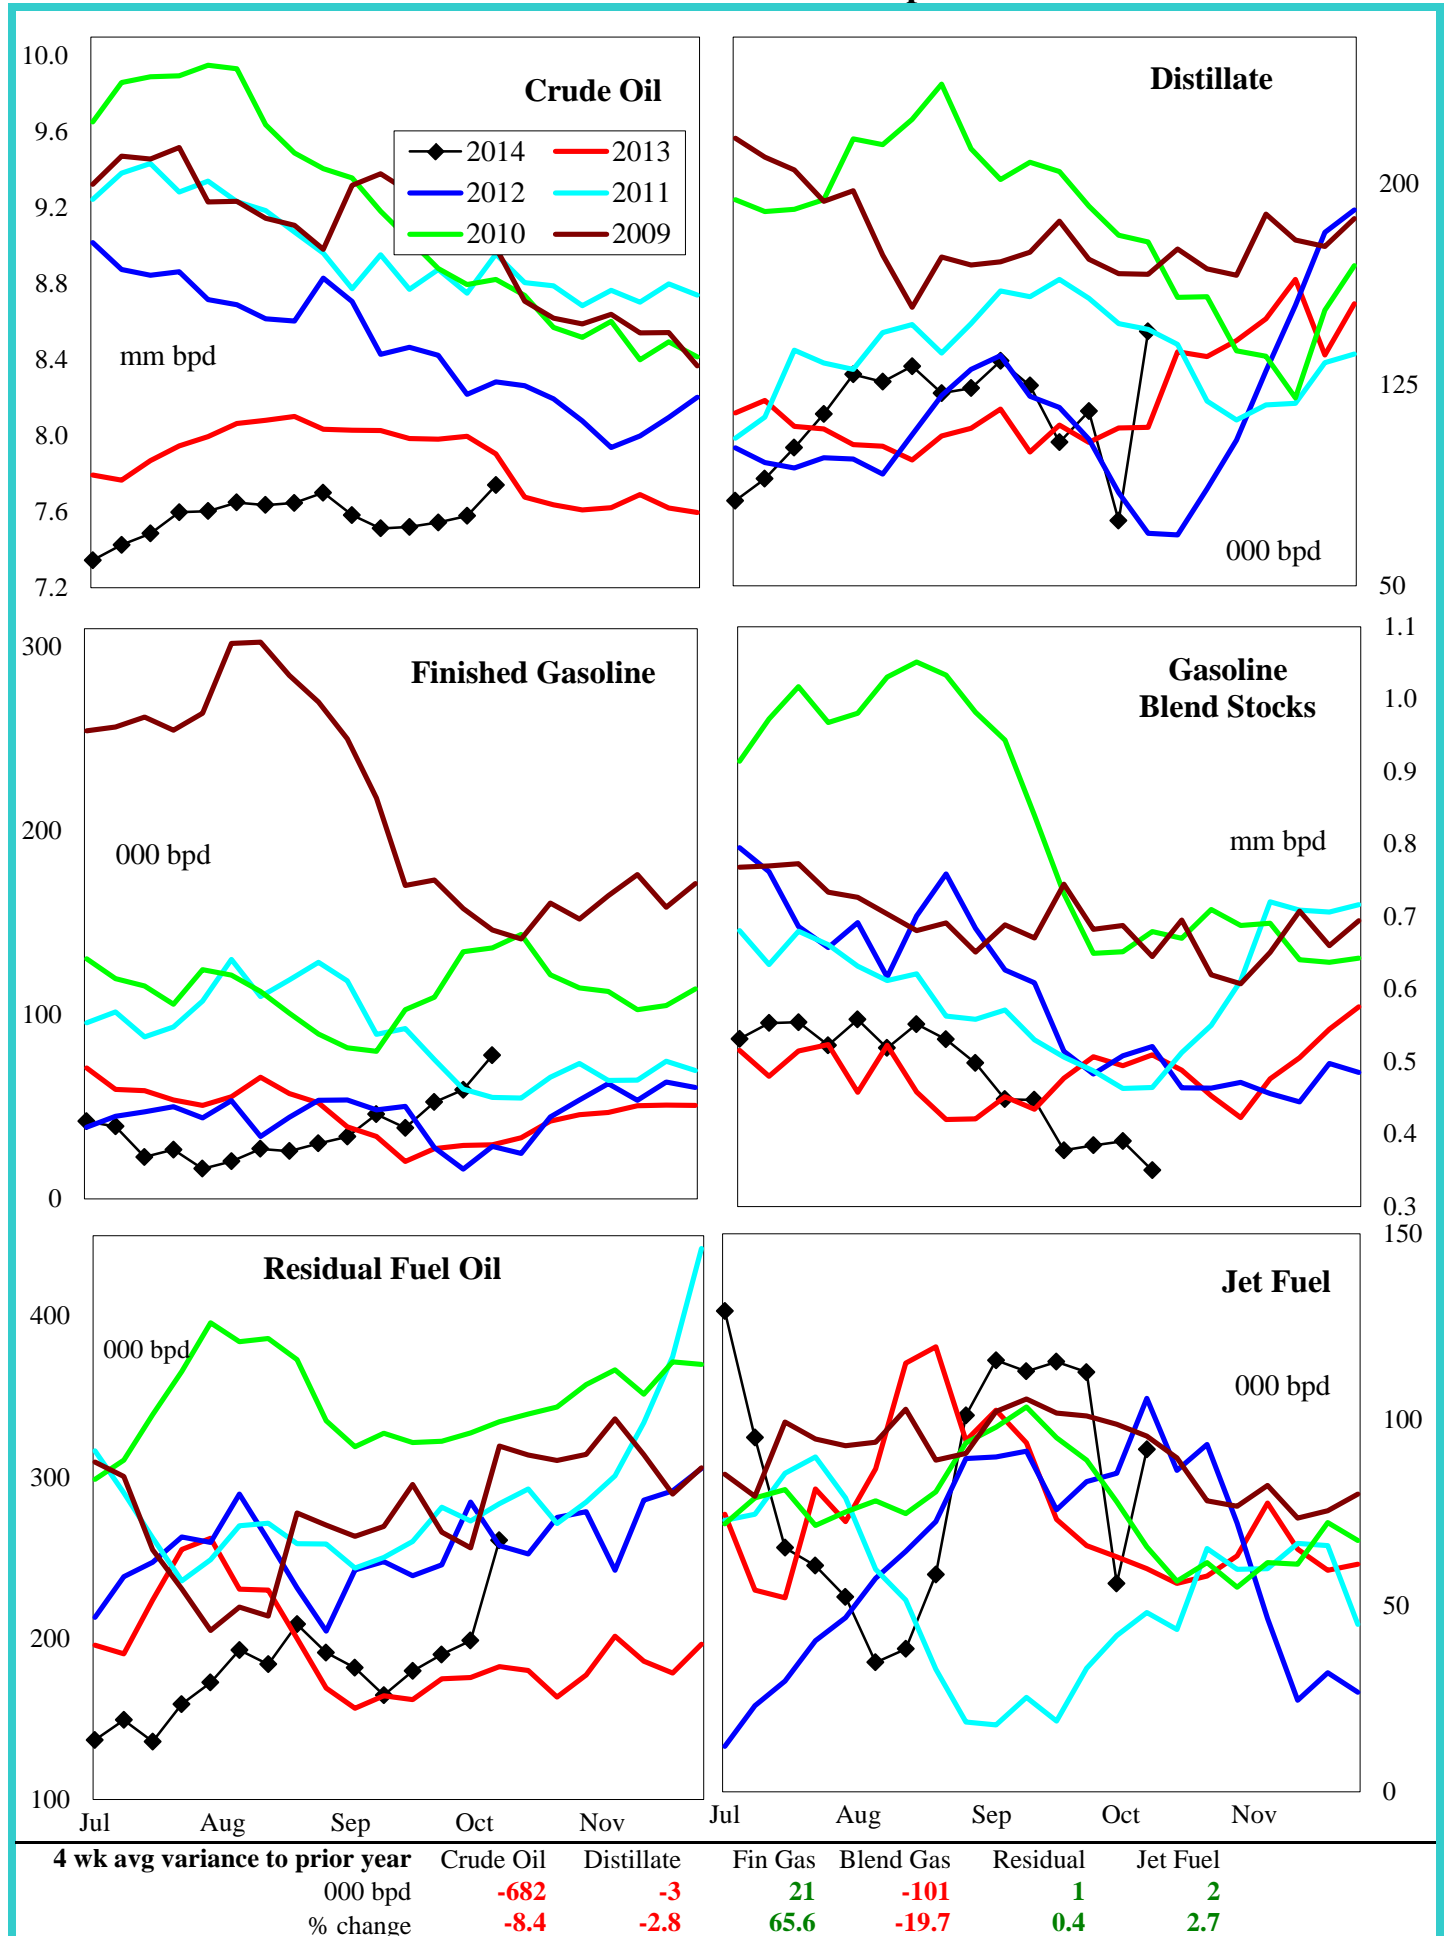 10.0
9.6
9.2
8.8
8.4
8.0
7.6
7.2
Crude Oil
2014 2013
2012 2011
2010 2009
mm bpd
Distillate
200
125
50
000 bpd
300
200
100
0
Finished Gasoline
000 bpd
Gasoline
Blend Stocks
mm bpd
1.1
1.0
0.9
0.8
0.7
0.6
0.5
0.4
0.3
Residual Fuel Oil
000 bpd
400
300
200
100
Jul Aug Sep Oct Nov
Jet Fuel
000 bpd
150
100
50
0
Jul Aug Sep Oct Nov
4 wk avg variance to prior year Crude Oil Distillate Fin Gas Blend Gas Residual Jet Fuel
000 bpd -682 -3 21 -101 1 2
% change -8.4 -2.8 65.6 -19.7 0.4 2.7